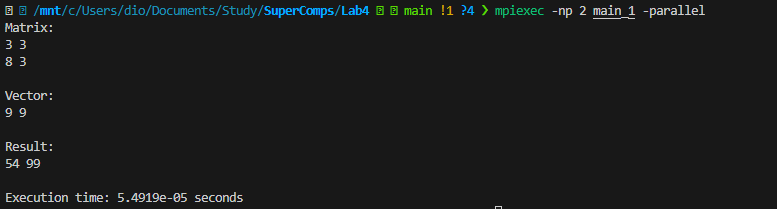 /mnt/c/Users/dio/Documents/Study/SuperComps/Lab4 main !1 ?4 ❯ mpiexec -np 2 main_1 -parallel
Matrix:
3 3
8 3
Vector:
9 9
Result:
54 99
Execution time: 5.4919e-05 seconds